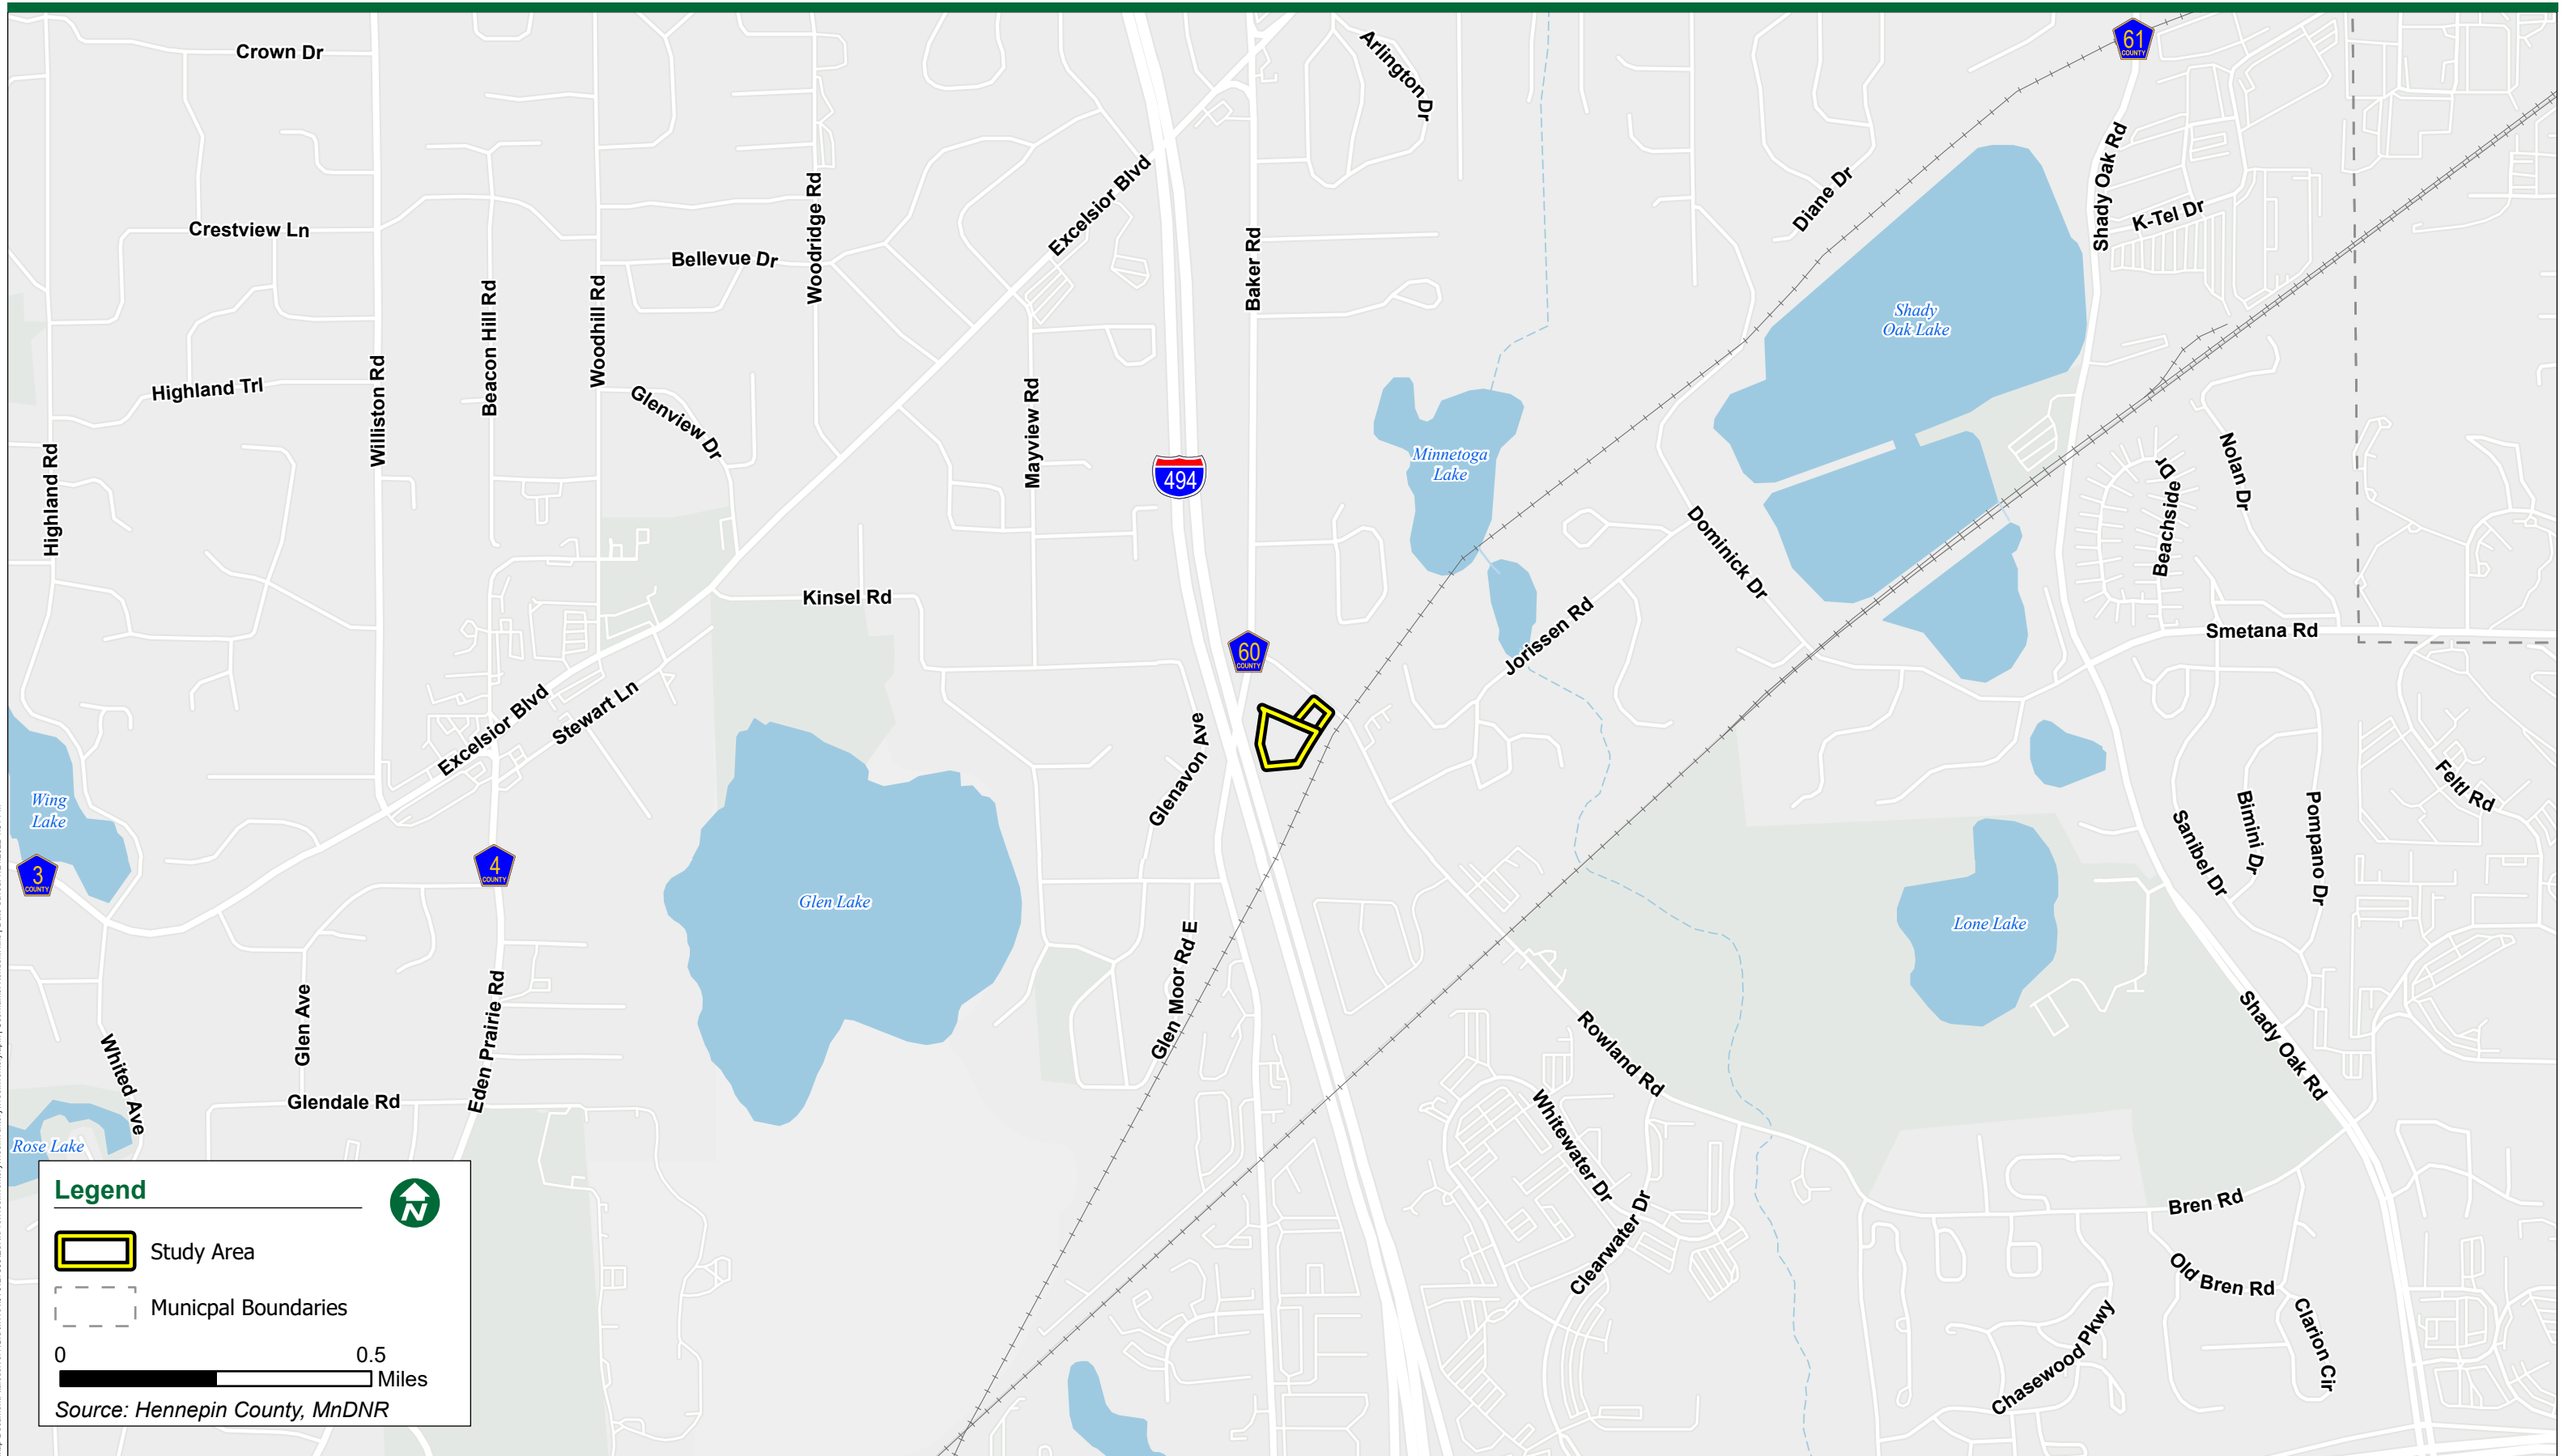 Crown Dr
Arlington Dr
61
COUNTY
Shady Oak Rd
K-Tel Dr
Diane Dr
Excelsior Blvd
Woodridge Rd
Crestview Ln
Bellevue Dr
Baker Rd
Beacon Hill Rd
Woodhill Rd
Shady
Oak Lake
Highland Trl
Williston Rd
Glenview Dr
Mayview Rd
Highland Rd
494
Minnetoga
Lake
Nolan Dr
Beachside Dr
Dominick Dr
Kinsel Rd
Jorissen Rd
Smetana Rd
60
COUNTY
Excelsior Blvd
Stewart Ln
Glenavon Ave
Wing
Lake
3
COUNTY
4
COUNTY
Feltl Rd
Sanibel Dr
Bimini Dr
Pompano Dr
Glen Lake
Lone Lake
Glen Moor Rd E
Glen Ave
Eden Prairie Rd
Whited Ave
Rowland Rd
Shady Oak Rd
Glendale Rd
Rose Lake
Whitewater Dr
Clearwater Dr
Bren Rd
Old Bren Rd
Clarion Cir
Chasewood Pkwy
Legend
N
Study Area
Municpal Boundaries
0 0.5
Miles
Source: Hennepin County, MnDNR